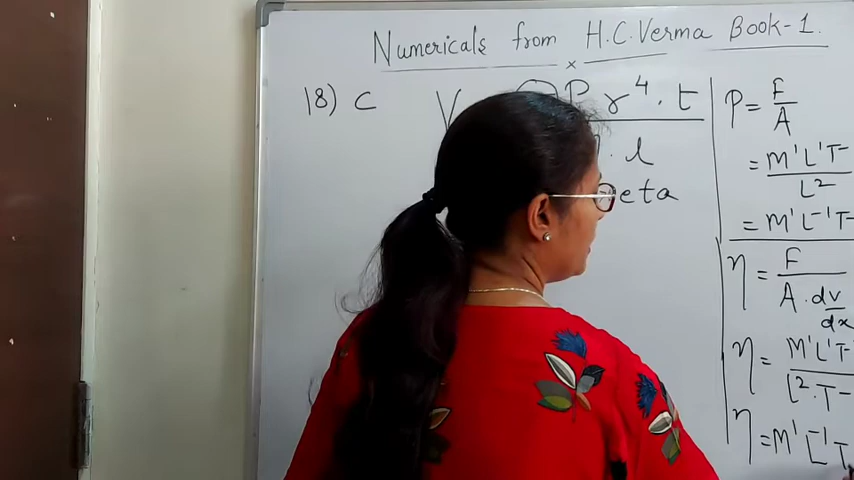 Numericals from H.C.Verma Book-1.
18) c V P r⁴. t
. l
eta
P = F/A
= M¹L¹T⁻/L²
= M¹L⁻¹T⁻
η = F/A.dv/dx
η = M¹L¹T⁻/L².T⁻
η = M¹L⁻¹T